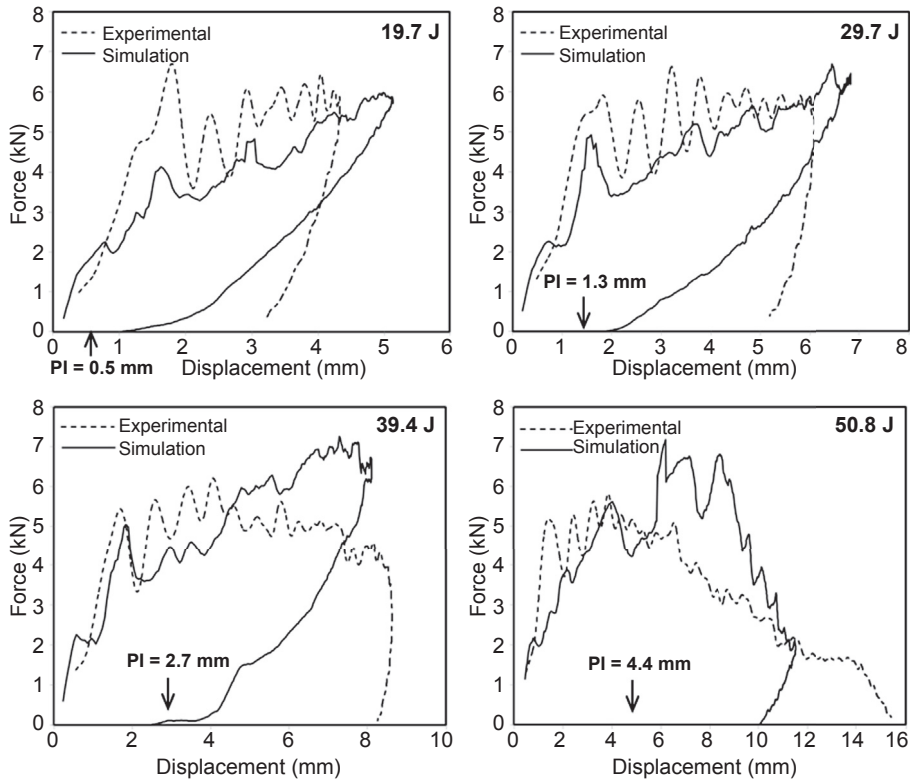 8
7
6
5
4
3
2
1
0
Force (kN)
Experimental
Simulation
19.7 J
0 1 2 3 4 5 6
PI = 0.5 mm
Displacement (mm)
8
7
6
5
4
3
2
1
0
Force (kN)
Experimental
Simulation
29.7 J
PI = 1.3 mm
0 1 2 3 4 5 6 7 8
Displacement (mm)
8
7
6
5
4
3
2
1
0
Force (kN)
Experimental
Simulation
39.4 J
PI = 2.7 mm
0 2 4 6 8 10
Displacement (mm)
8
7
6
5
4
3
2
1
0
Force (kN)
Experimental
Simulation
50.8 J
PI = 4.4 mm
0 2 4 6 8 10 12 14 16
Displacement (mm)